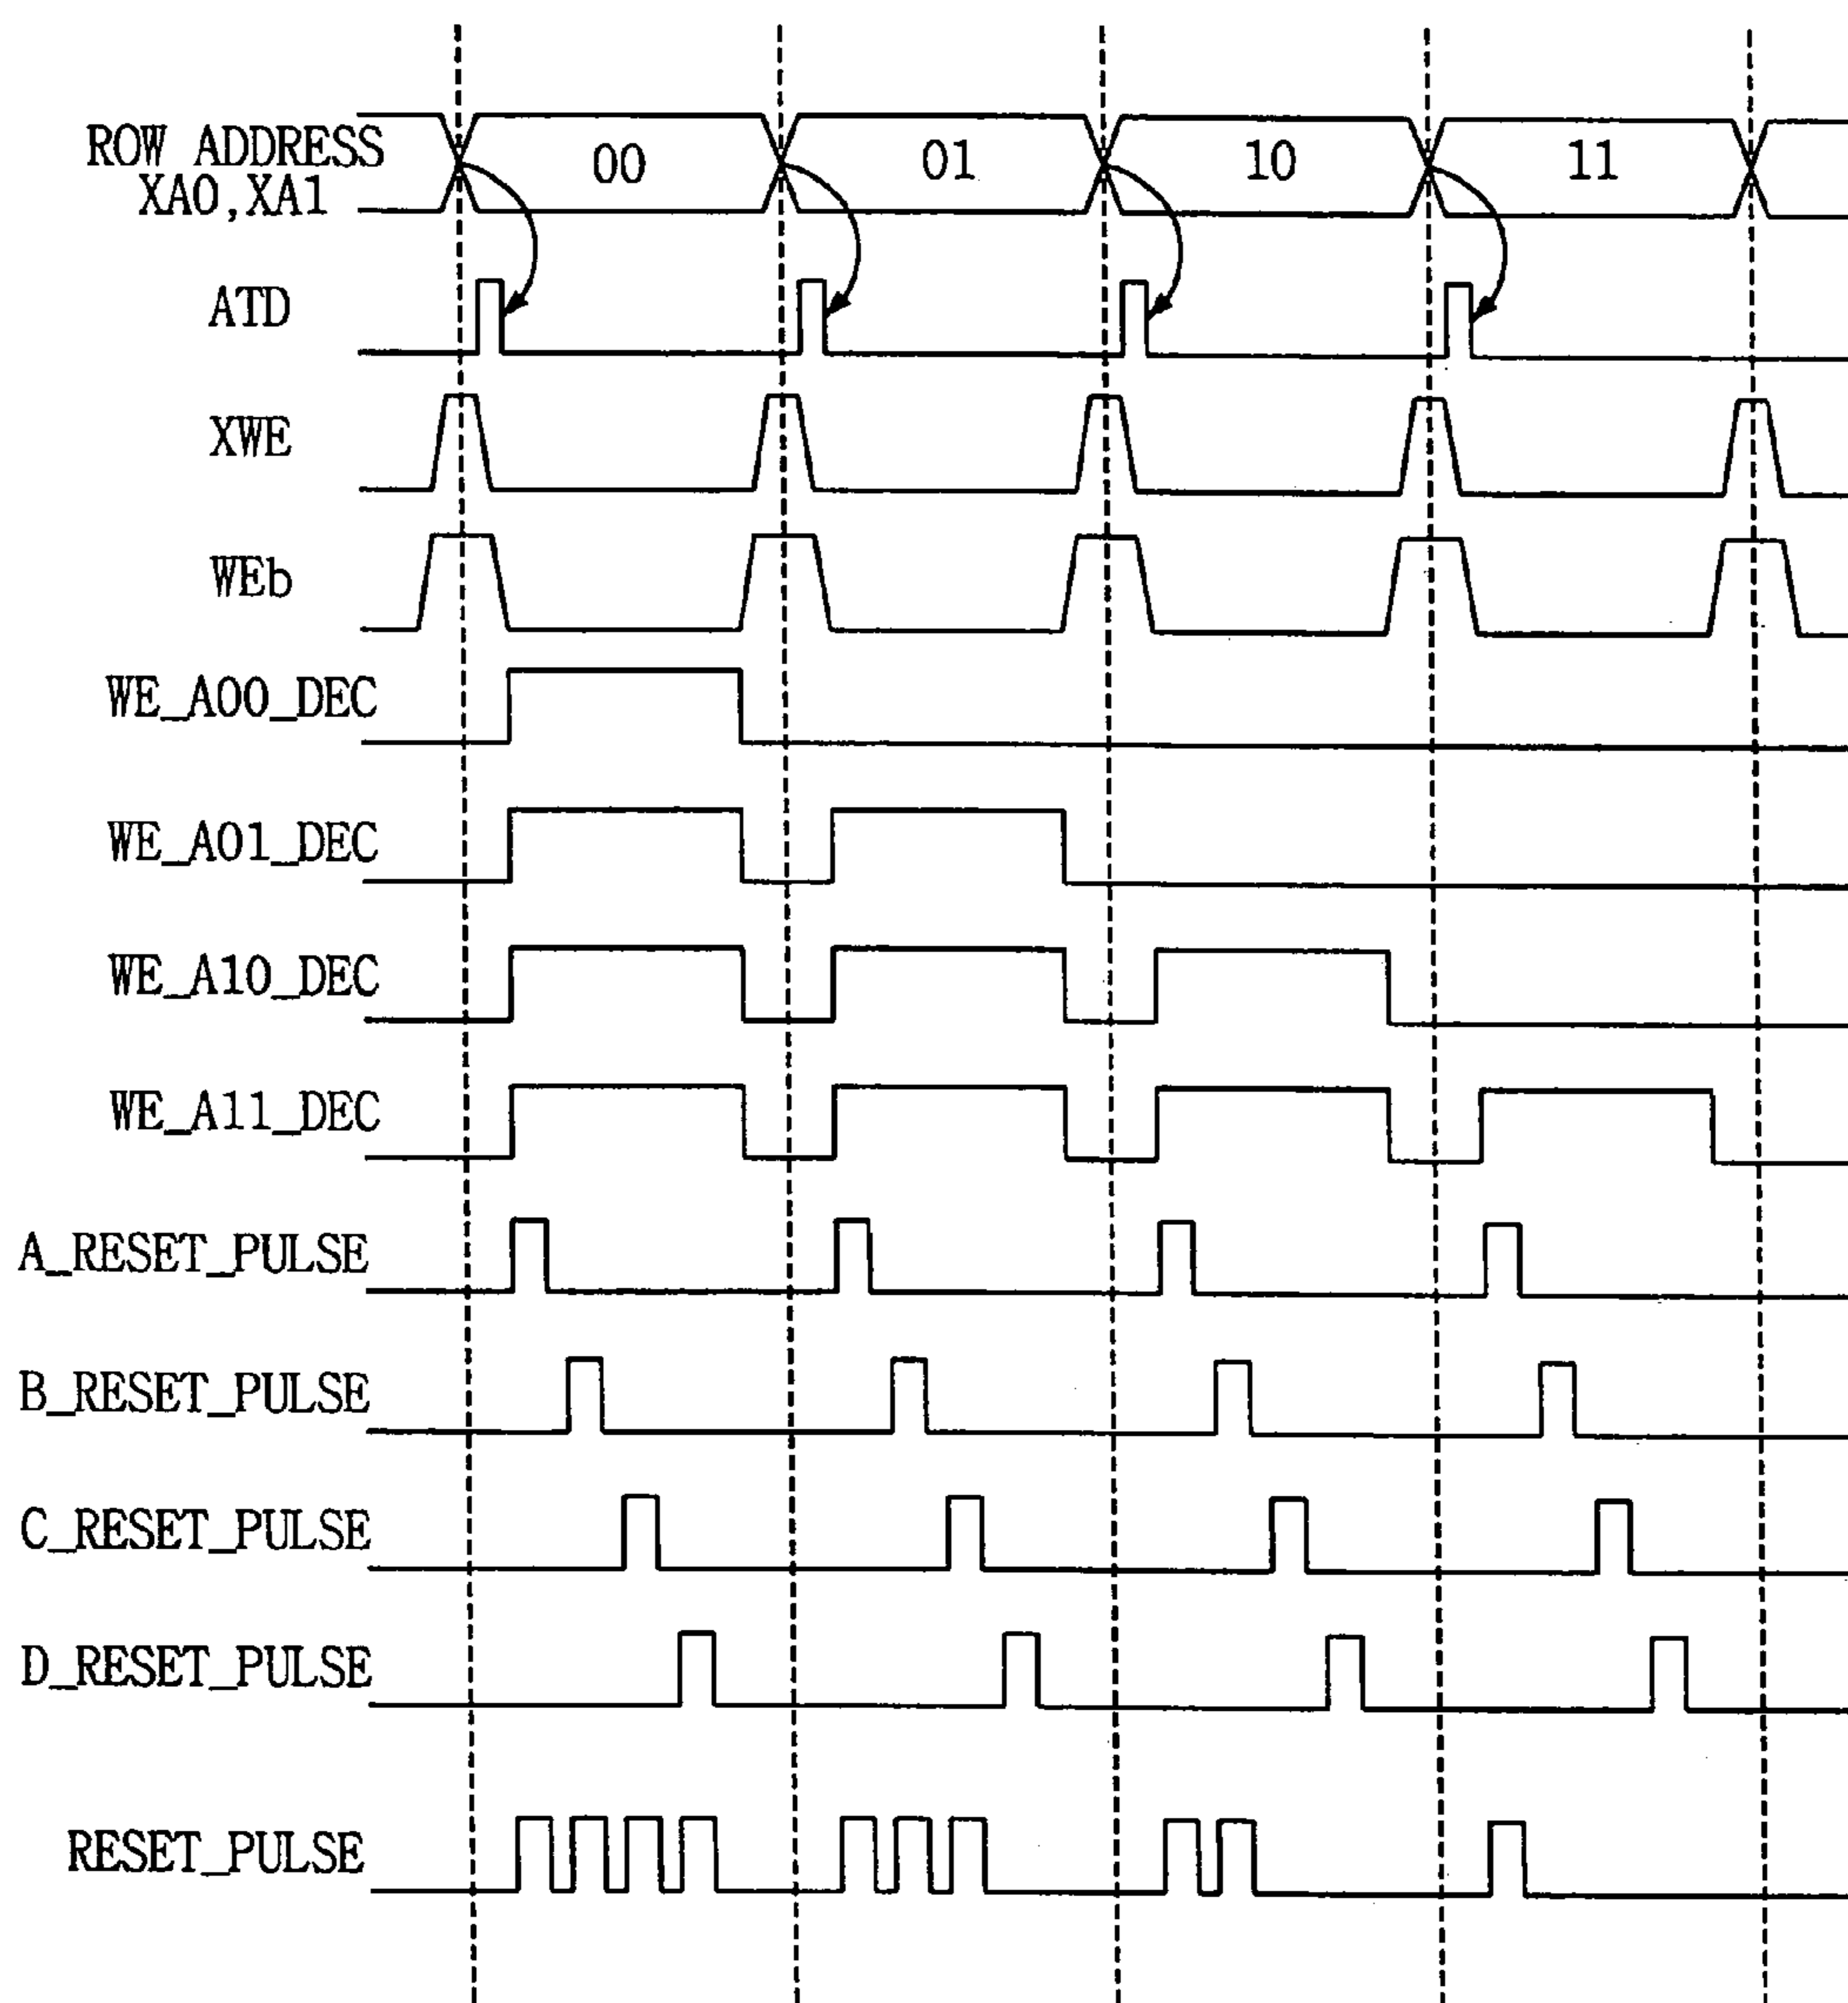 ROW ADDRESS
XA0,XA1
00
01
10
11
ATD
XWE
WEb
WE_A00_DEC
WE_A01_DEC
WE_A10_DEC
WE_A11_DEC
A_RESET_PULSE
B_RESET_PULSE
C_RESET_PULSE
D_RESET_PULSE
RESET_PULSE